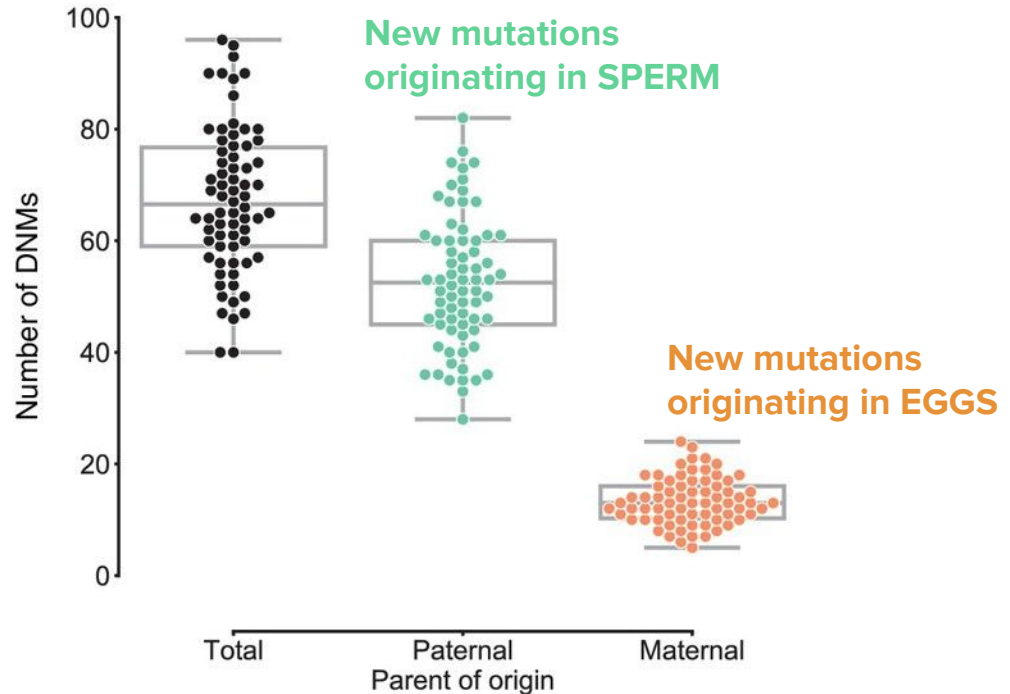 New mutations
originating in SPERM
100
80
60
40
20
0
Number of DNMs
New mutations
originating in EGGS
Total
Paternal
Maternal
Parent of origin